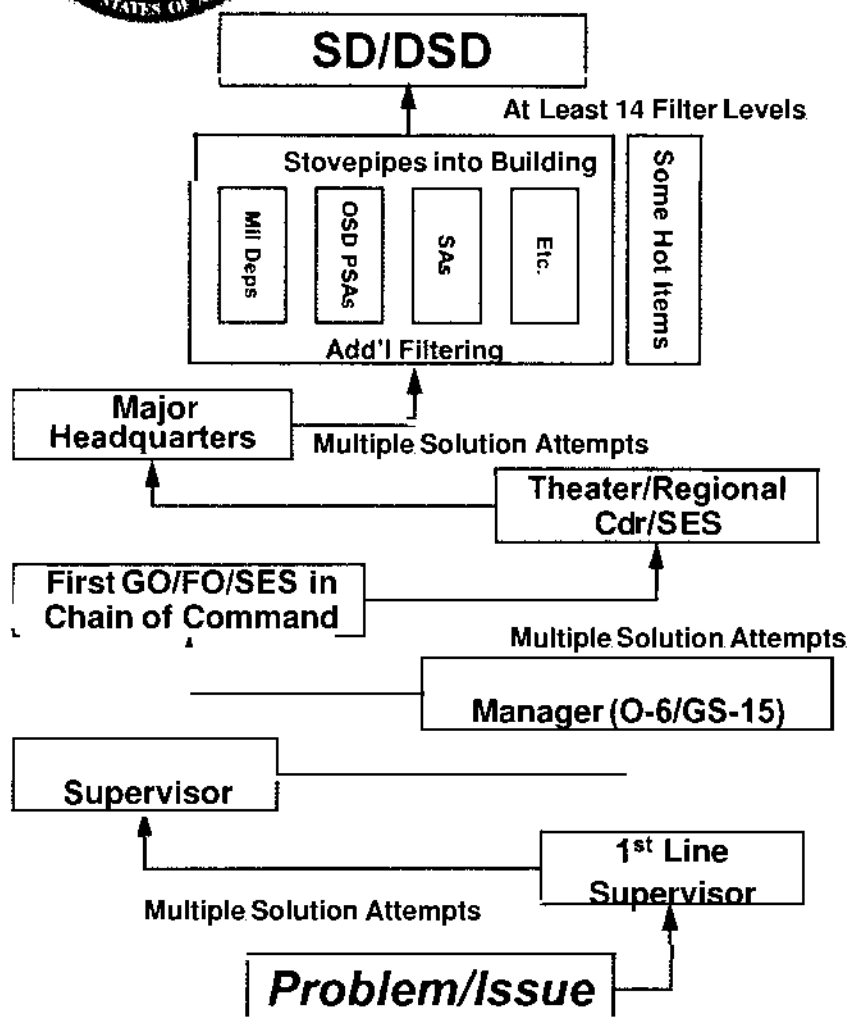 STATES OF
SD/DSD
At Least 14 Filter Levels
Stovepipes into Building
Mil Deps
OSD PSAs
SAs
Etc.
Some Hot Items
Add'l Filtering
Major
Headquarters
Multiple Solution Attempts
Theater/Regional
Cdr/SES
First GO/FO/SES in
Chain of Command
Multiple Solution Attempts
Manager (O-6/GS-15)
Supervisor
1st Line
Supervisor
Multiple Solution Attempts
Problem/Issue